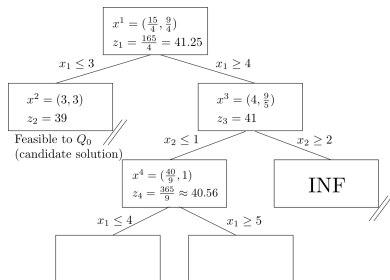 x¹ = (15/4, 9/4)
z₁ = 165/4 = 41.25
x₁ ≤ 3
x₁ ≥ 4
x² = (3, 3)
z₂ = 39
x³ = (4, 9/5)
z₃ = 41
Feasible to Q₀
(candidate solution)
x₂ ≤ 1
x₂ ≥ 2
x⁴ = (40/9, 1)
z₄ = 365/9 ≈ 40.56
INF
x₁ ≤ 4
x₁ ≥ 5